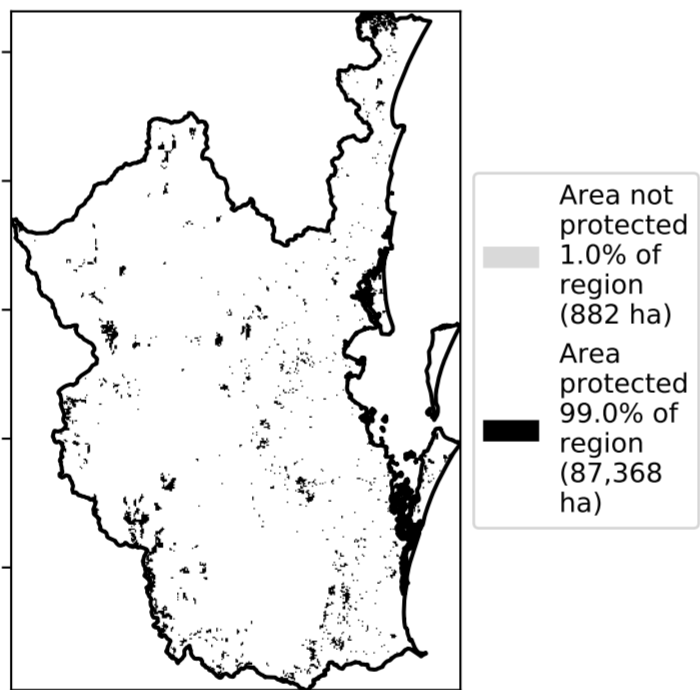 Area not
protected
1.0% of
region
(882 ha)
Area
protected
99.0% of
region
(87,368
ha)